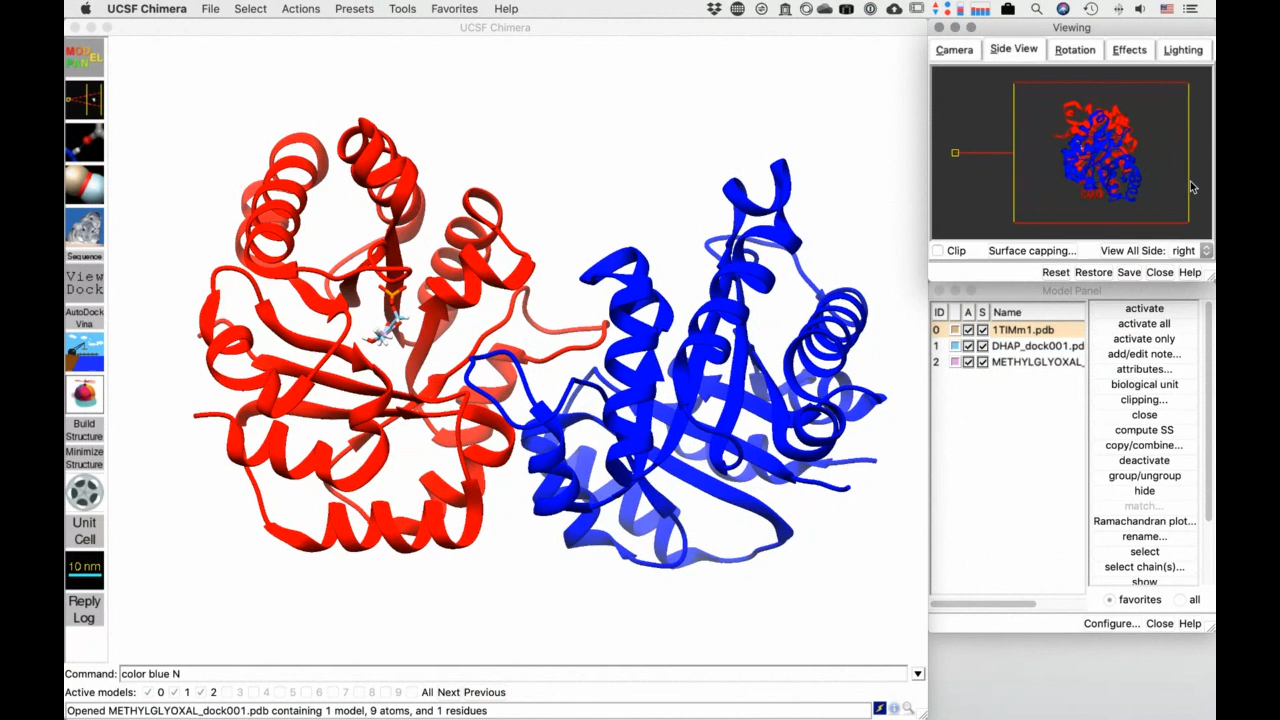 UCSF Chimera File Select Actions Presets Tools Favorites Help
UCSF Chimera
MODEL
PANEL
Sequence
View
Dock
AutoDock
Vina
Build
Structure
Minimize
Structure
Unit
Cell
10 nm
Reply
Log
Command: color blue N
Active models: 0 1 2 3 4 5 6 7 8 9 All Next Previous
Opened METHYLGLYOXAL_dock001.pdb containing 1 model, 9 atoms, and 1 residues
Viewing
Camera Side View Rotation Effects Lighting
Clip Surface capping... View All Side: right
Reset Restore Save Close Help
Model Panel
ID A S Name
0 1TIMm1.pdb
1 DHAP_dock001.pd
2 METHYLGLYOXAL_
activate
activate all
activate only
add/edit note...
attributes...
biological unit
clipping...
close
compute SS
copy/combine...
deactivate
group/ungroup
hide
match...
Ramachandran plot...
rename...
select
select chain(s)...
show
favorites all
Configure... Close Help